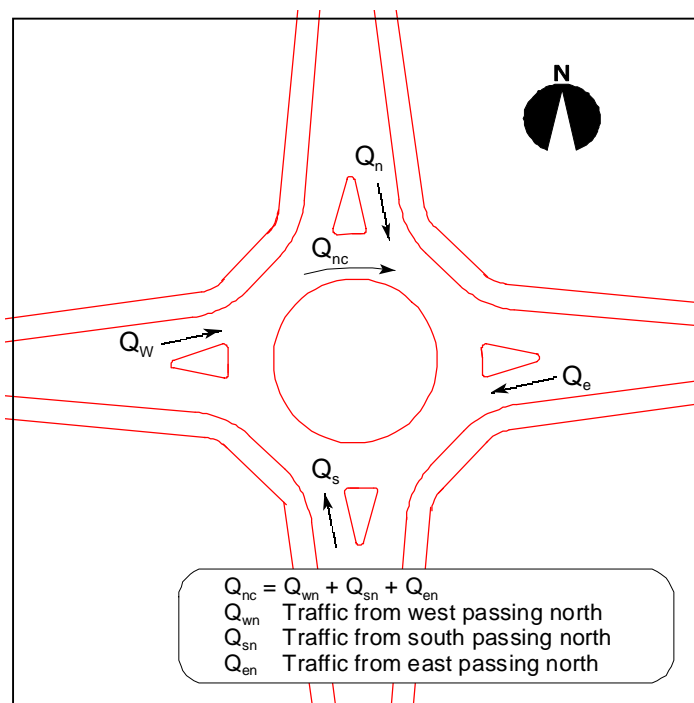 N
Qn
Qnc
QW
Qe
Qs
Qnc = Qwn + Qsn + Qen
Qwn Traffic from west passing north
Qsn Traffic from south passing north
Qen Traffic from east passing north